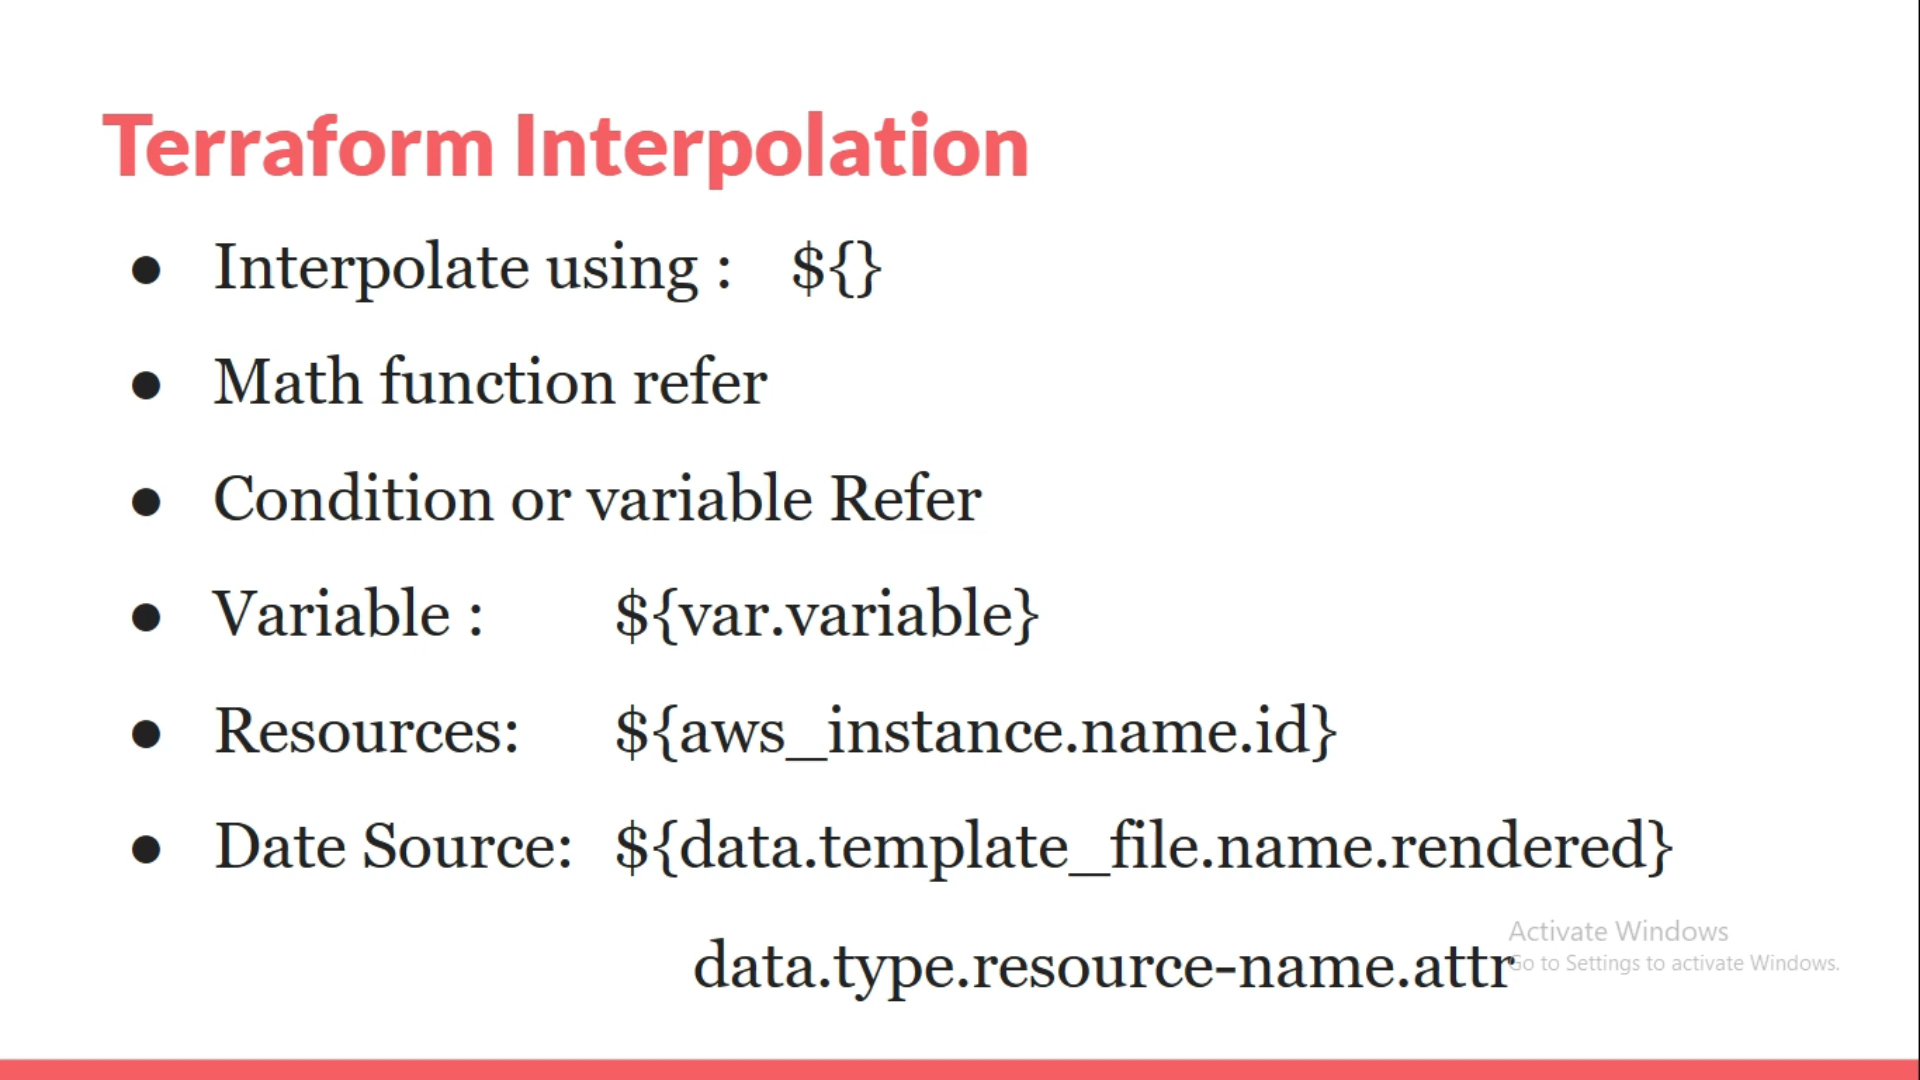 Terraform Interpolation
● Interpolate using : ${}
● Math function refer
● Condition or variable Refer
● Variable : ${var.variable}
● Resources: ${aws_instance.name.id}
● Date Source: ${data.template_file.name.rendered}
data.type.resource-name.attr
Activate Windows
Go to Settings to activate Windows.